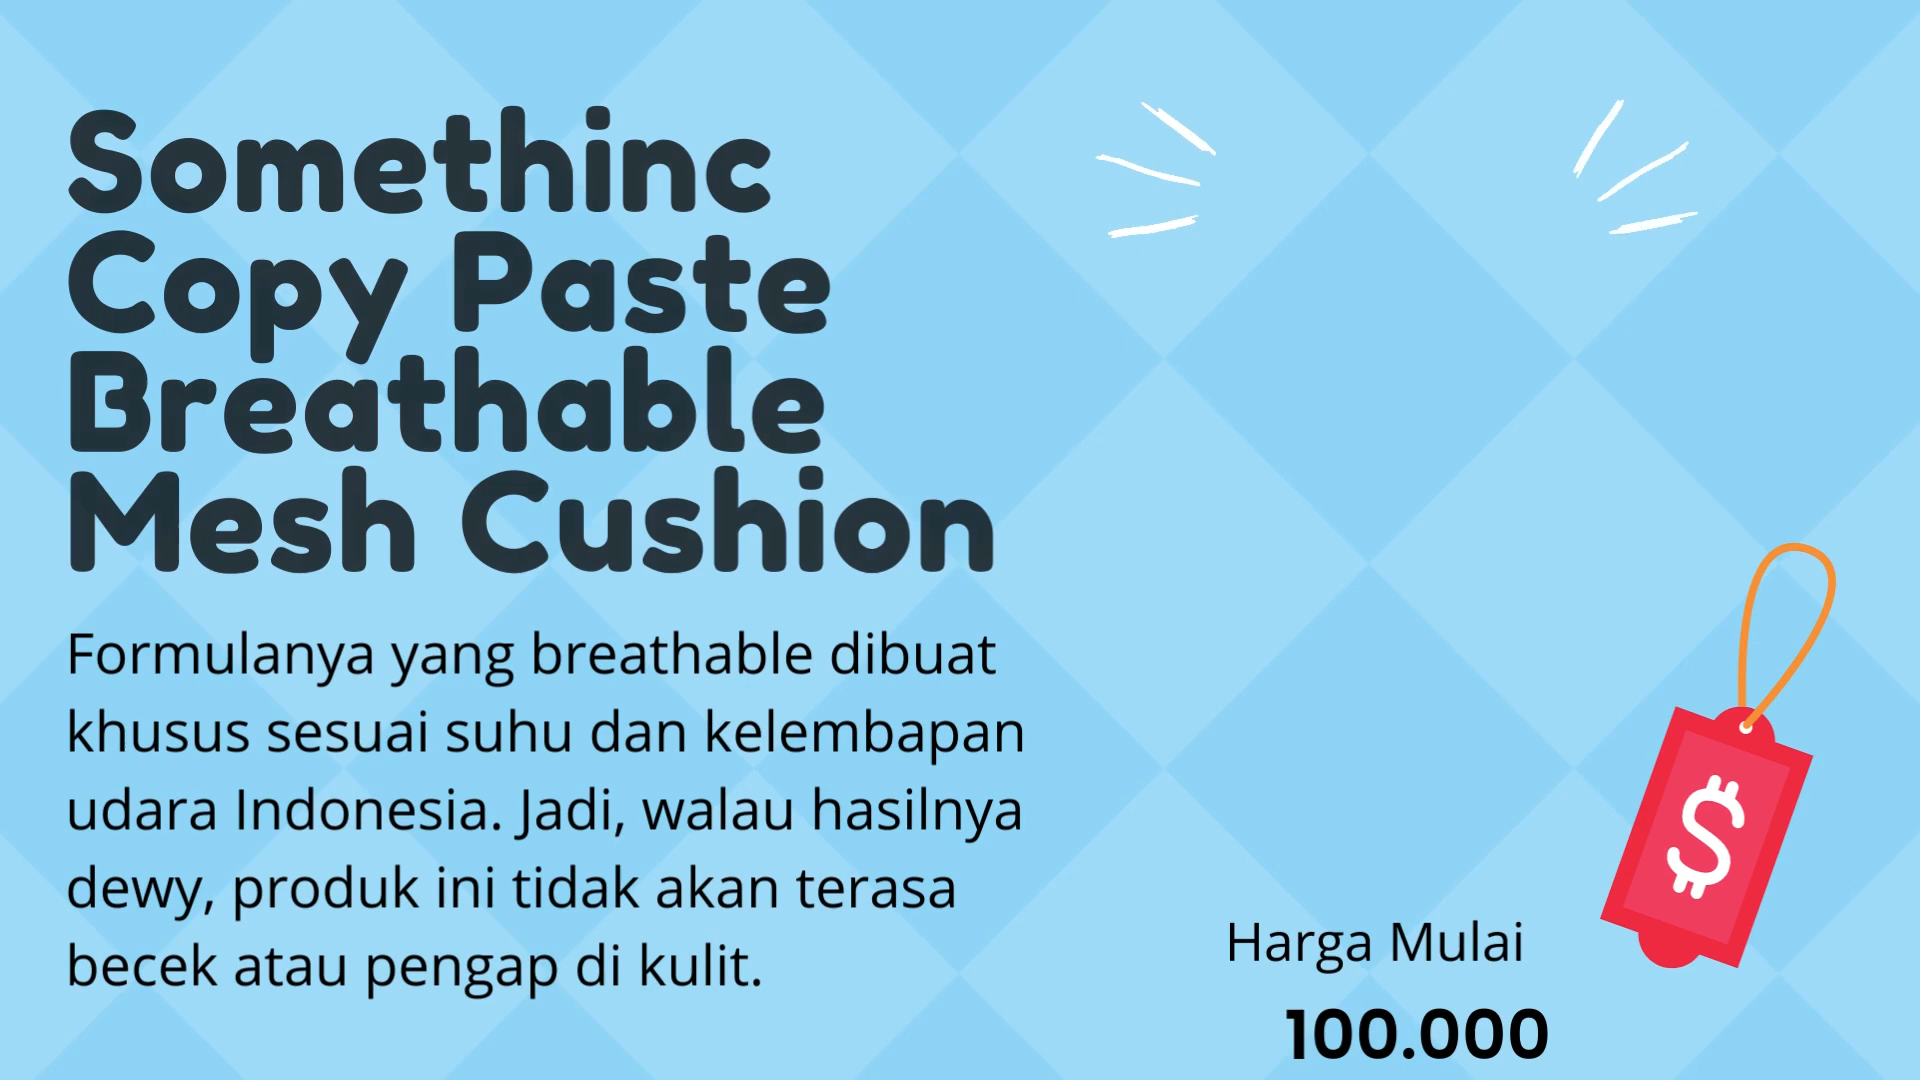 Somethinc
Copy Paste
Breathable
Mesh Cushion
Formulanya yang breathable dibuat
khusus sesuai suhu dan kelembapan
udara Indonesia. Jadi, walau hasilnya
dewy, produk ini tidak akan terasa
becek atau pengap di kulit.
$
Harga Mulai
100.000